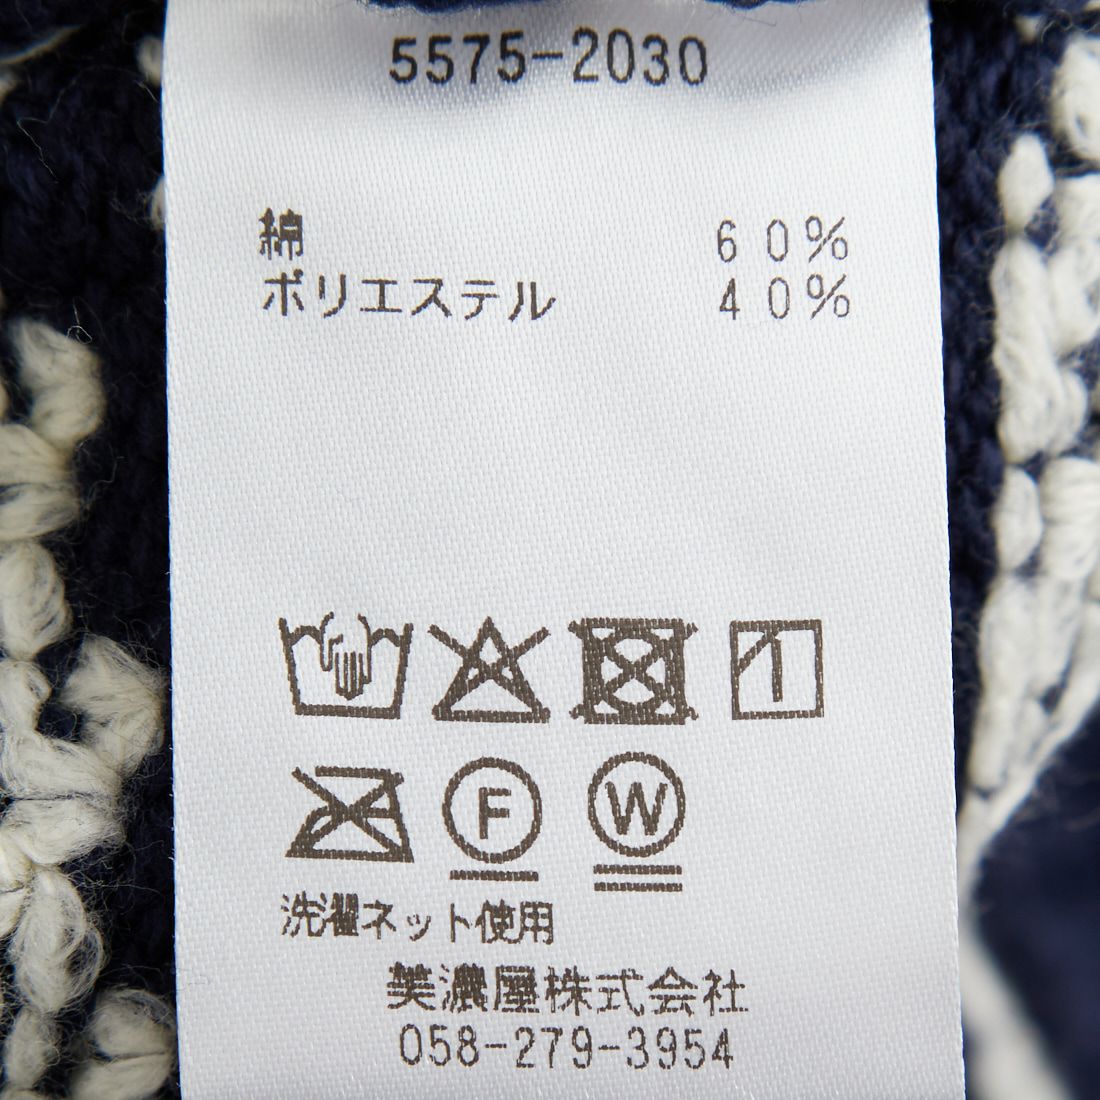 5575-2030
綿 60%
ポリエステル 40%
F W
洗濯ネット使用
美濃屋株式会社
058-279-3954